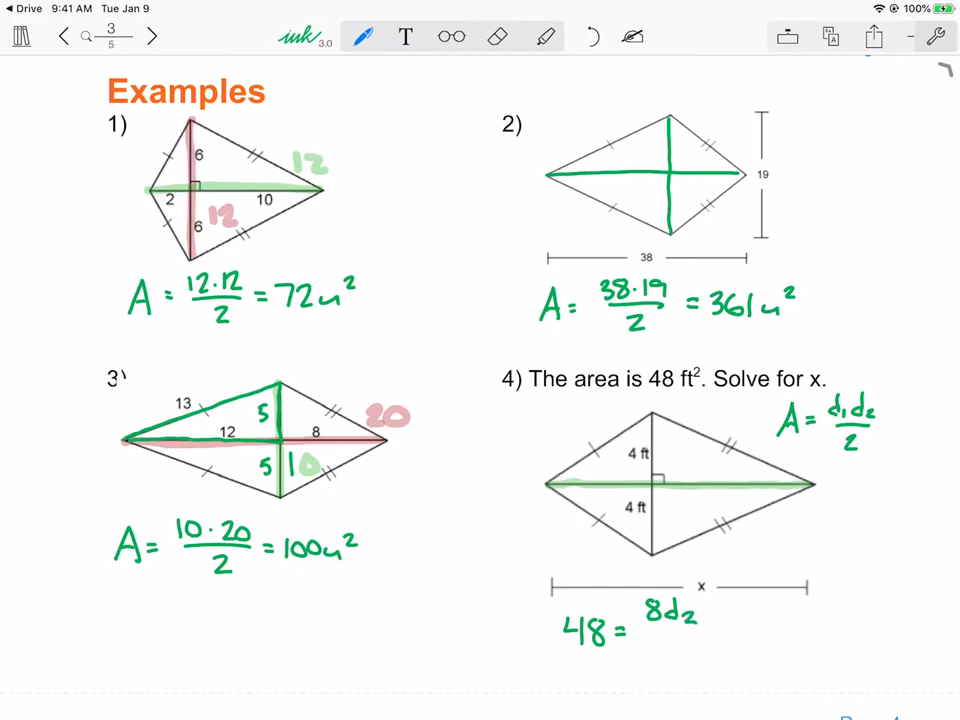 Drive 9:41 AM Tue Jan 9 100%
3
5
ink 3.0 T
Examples
1)
6
12
2 10
12
6
A = 12·12/2 = 72u²
2)
19
38
A = 38·19/2 = 361u²
3)
13
5
20
12 8
5 10
A = 10·20/2 = 100u²
4) The area is 48 ft². Solve for x.
A = d₁d₂/2
4 ft
4 ft
x
48 = 8d₂